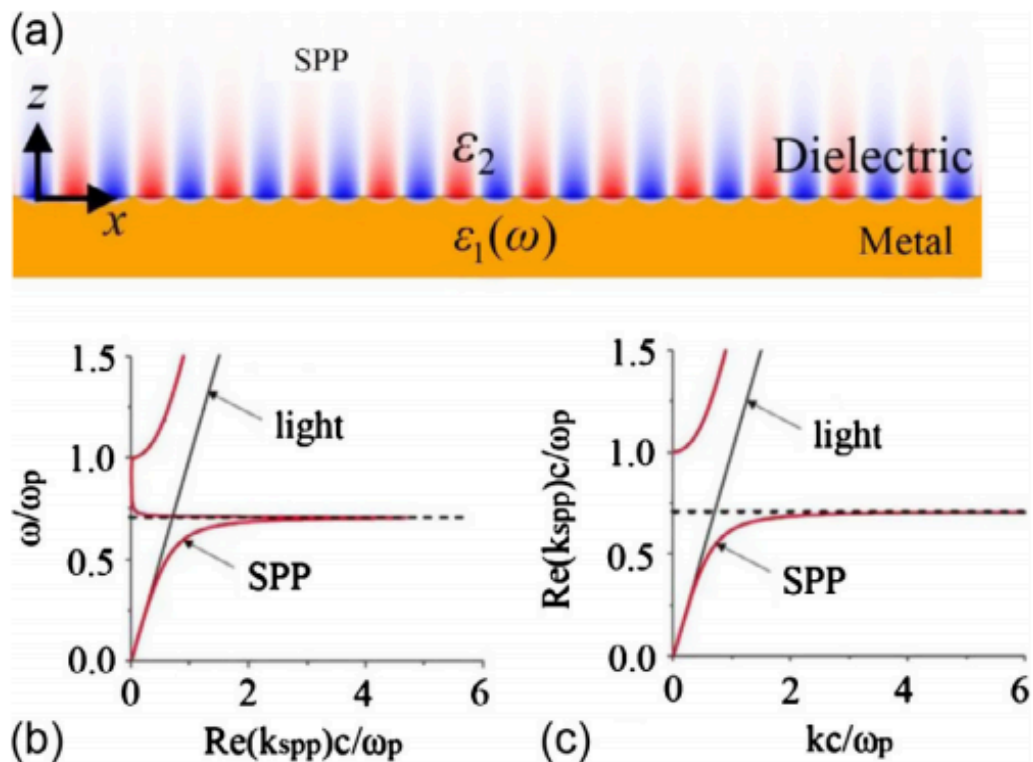 (a)
SPP
z
ε₂
Dielectric
x
ε₁(ω)
Metal
1.5
light
1.0
ω/ωp
0.5
SPP
0.0
0 2 4 6
(b)
Re(kspp)c/ωp
1.5
light
1.0
Re(kspp)c/ωp
0.5
SPP
0.0
0 2 4 6
(c)
kc/ωp